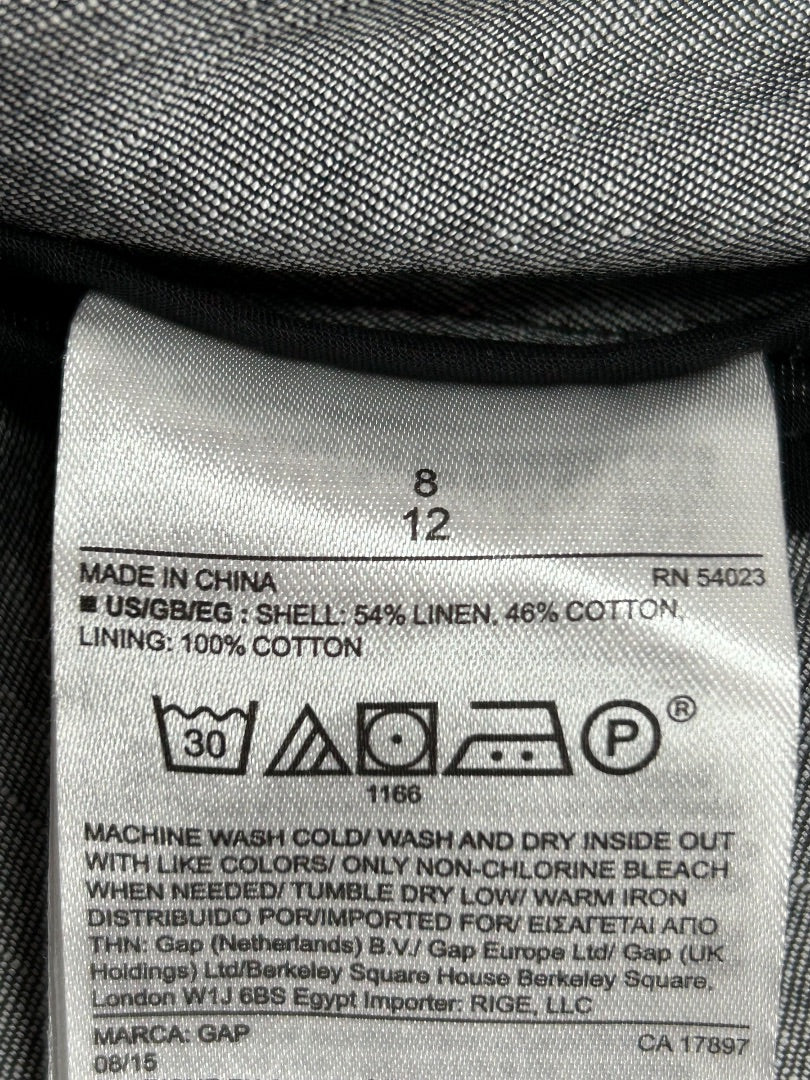 8
12
MADE IN CHINA RN 54023
US/GB/EG : SHELL: 54% LINEN, 46% COTTON,
LINING: 100% COTTON
30 P ®
1166
MACHINE WASH COLD/ WASH AND DRY INSIDE OUT
WITH LIKE COLORS/ ONLY NON-CHLORINE BLEACH
WHEN NEEDED/ TUMBLE DRY LOW/ WARM IRON
DISTRIBUIDO POR/IMPORTED FOR/ ΕΙΣΑΓΕΤΑΙ ΑΠΟ
ΤΗΝ: Gap (Netherlands) B.V./ Gap Europe Ltd/ Gap (UK
Holdings) Ltd/Berkeley Square House Berkeley Square,
London W1J 6BS Egypt Importer: RIGE, LLC
MARCA: GAP CA 17897
08/15